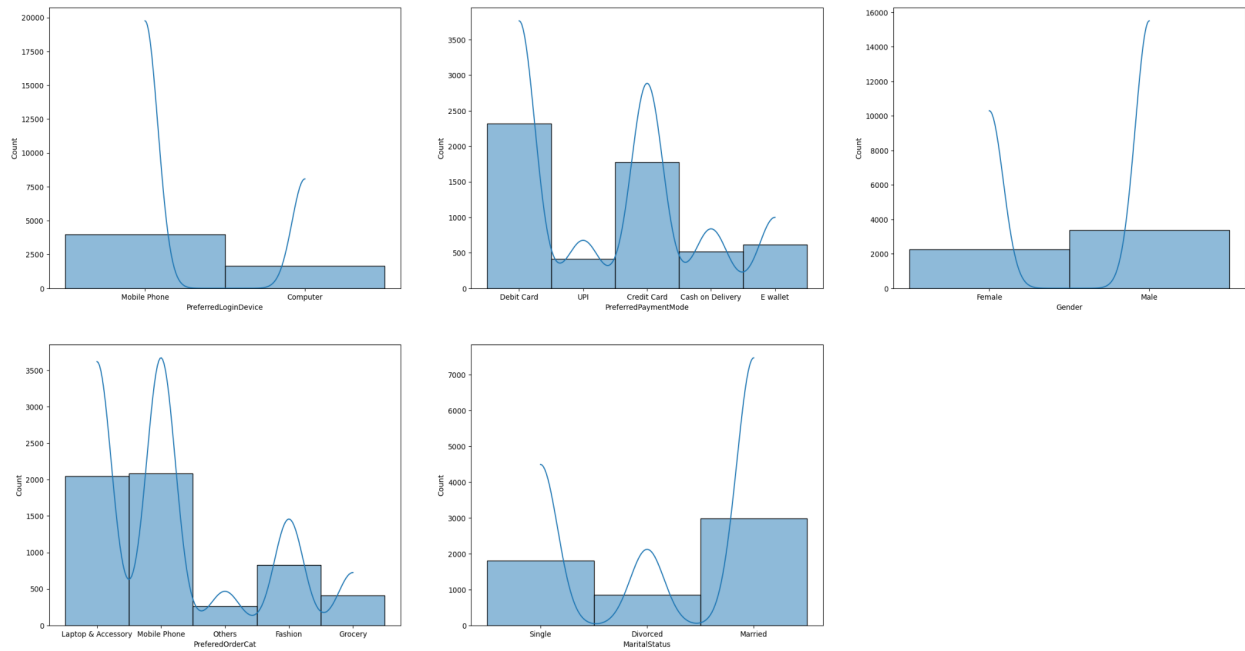 20000
17500
15000
12500
10000
7500
5000
2500
0
Count
Mobile Phone
Computer
PreferredLoginDevice
3500
3000
2500
2000
1500
1000
500
0
Count
Debit Card
UPI
Credit Card
Cash on Delivery
E wallet
PreferredPaymentMode
16000
14000
12000
10000
8000
6000
4000
2000
0
Count
Female
Male
Gender
3500
3000
2500
2000
1500
1000
500
0
Count
Laptop & Accessory
Mobile Phone
Others
Fashion
Grocery
PreferedOrderCat
7000
6000
5000
4000
3000
2000
1000
0
Count
Single
Divorced
Married
MaritalStatus